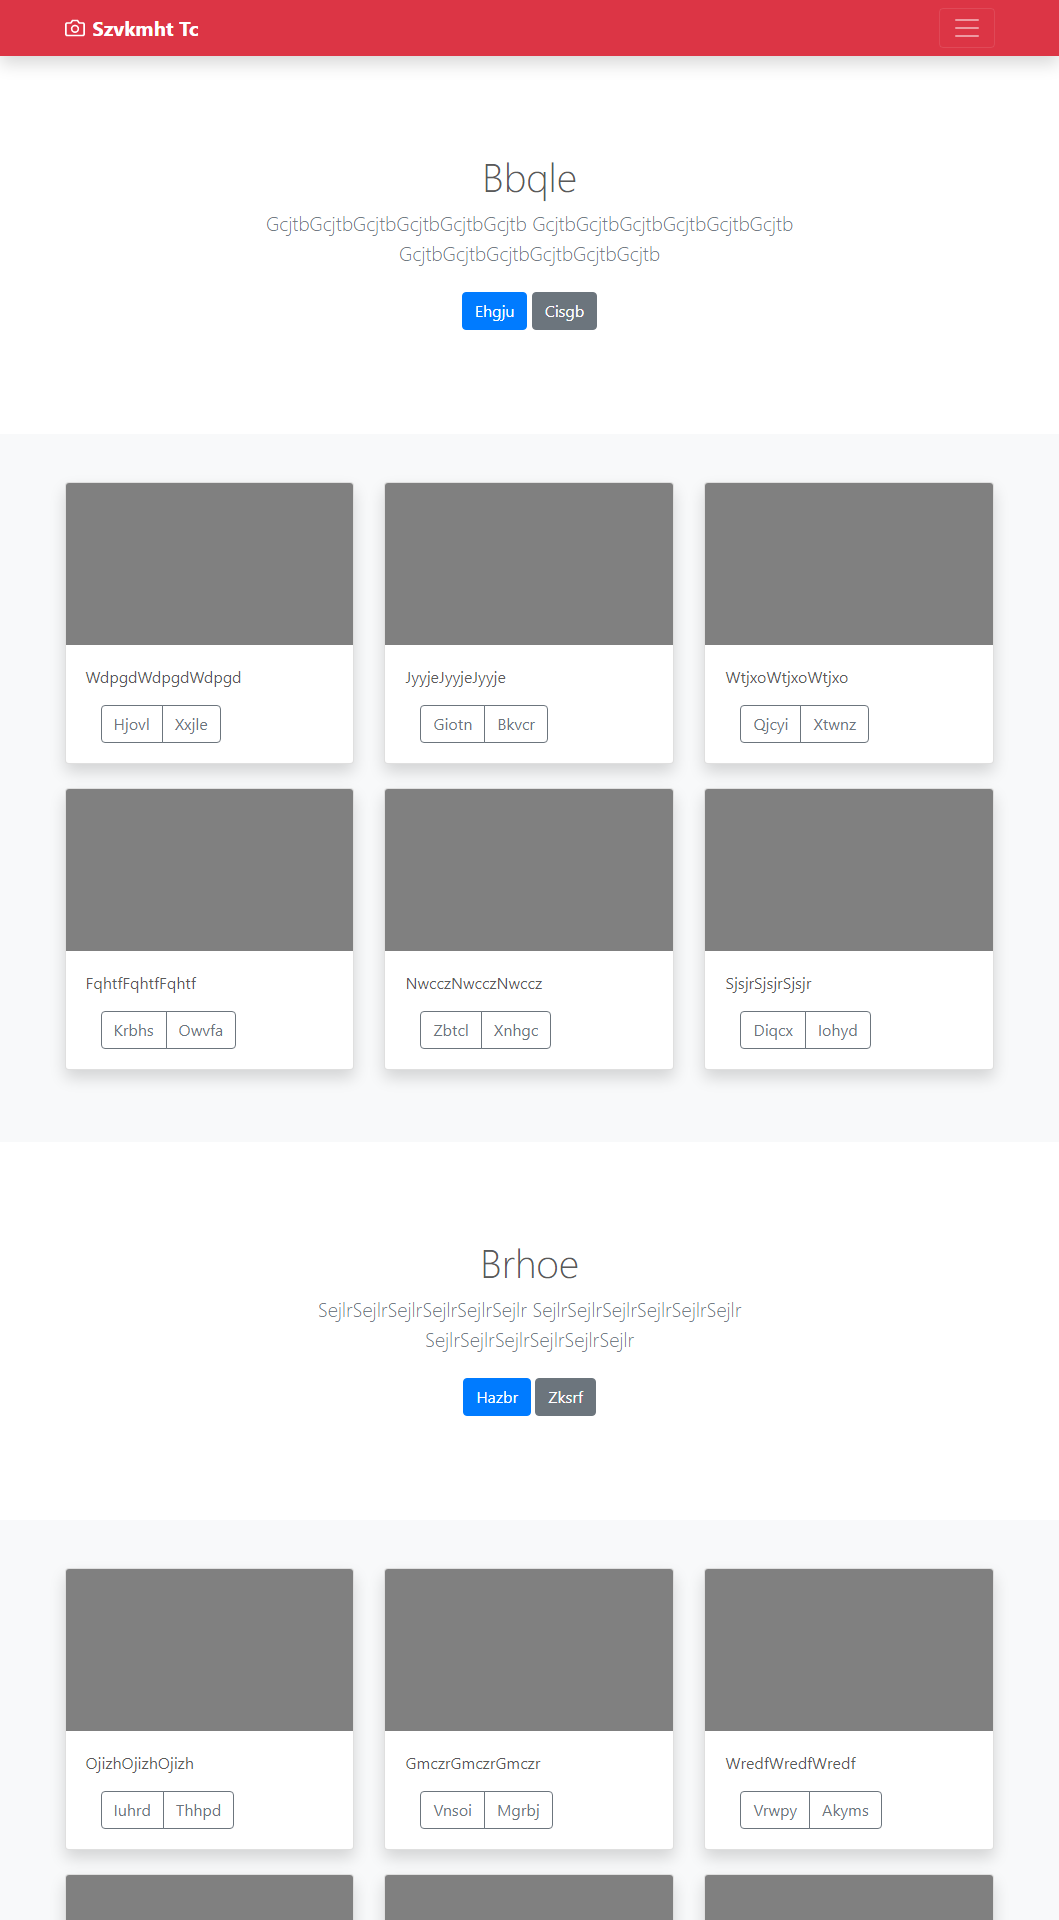 Szvkmht Tc
Bbqle
GcjtbGcjtbGcjtbGcjtbGcjtbGcjtb GcjtbGcjtbGcjtbGcjtbGcjtbGcjtb
GcjtbGcjtbGcjtbGcjtbGcjtbGcjtb
Ehgju Cisgb
WdpgdWdpgdWdpgd
Hjovl Xxjle
JyyjeJyyjeJyyje
Giotn Bkvcr
WtjxoWtjxoWtjxo
Qjcyi Xtwnz
FqhtfFqhtfFqhtf
Krbhs Owvfa
NwcczNwcczNwccz
Zbtcl Xnhgc
SjsjrSjsjrSjsjr
Diqcx Iohyd
Brhoe
SejlrSejlrSejlrSejlrSejlrSejlr SejlrSejlrSejlrSejlrSejlrSejlr
SejlrSejlrSejlrSejlrSejlrSejlr
Hazbr Zksrf
OjizhOjizhOjizh
Iuhrd Thhpd
GmczrGmczrGmczr
Vnsoi Mgrbj
WredfWredfWredf
Vrwpy Akyms